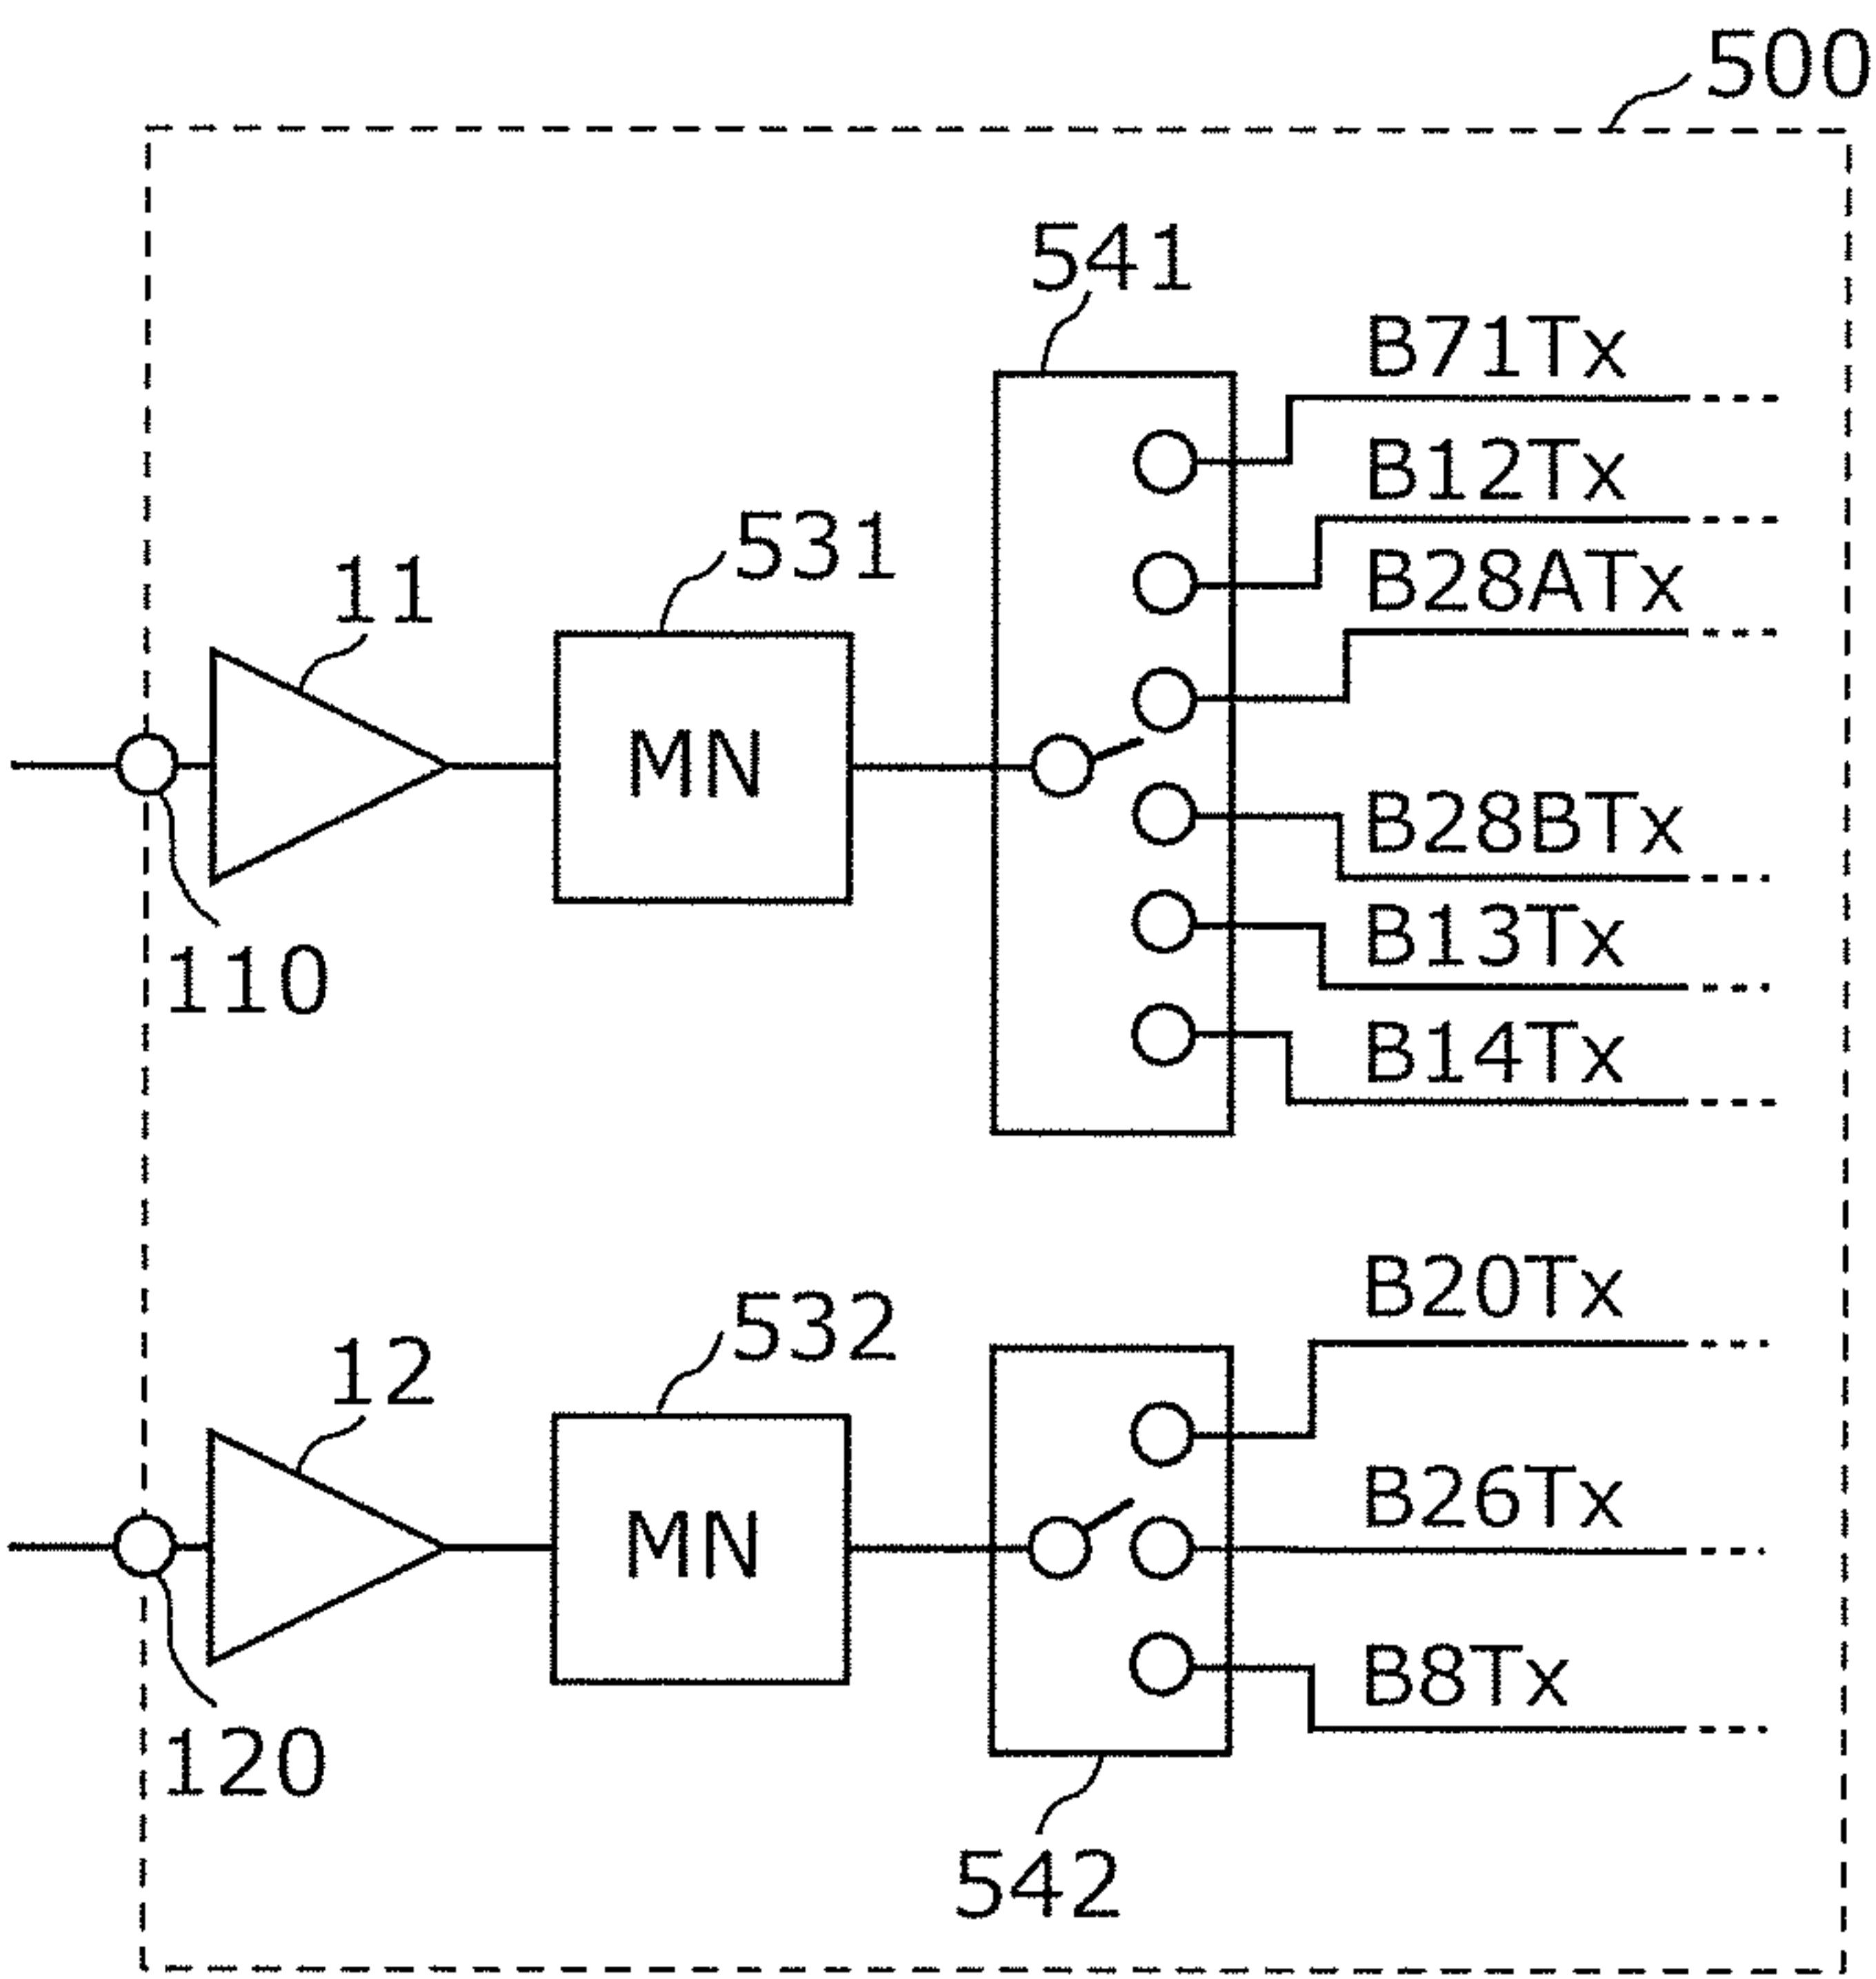 500
541
B71Tx
B12Tx
531
B28ATx
11
MN
B28BTx
B13Tx
110
B14Tx
B20Tx
532
12
B26Tx
MN
B8Tx
120
542